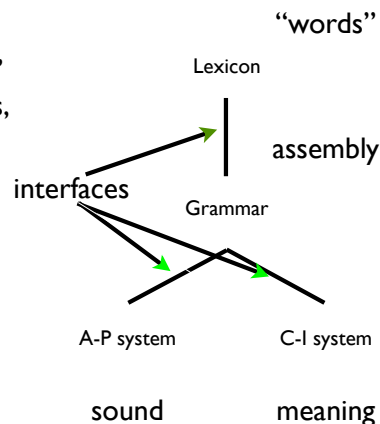 “words”
,
Lexicon
s,
assembly
interfaces
Grammar
A-P system
C-I system
sound
meaning